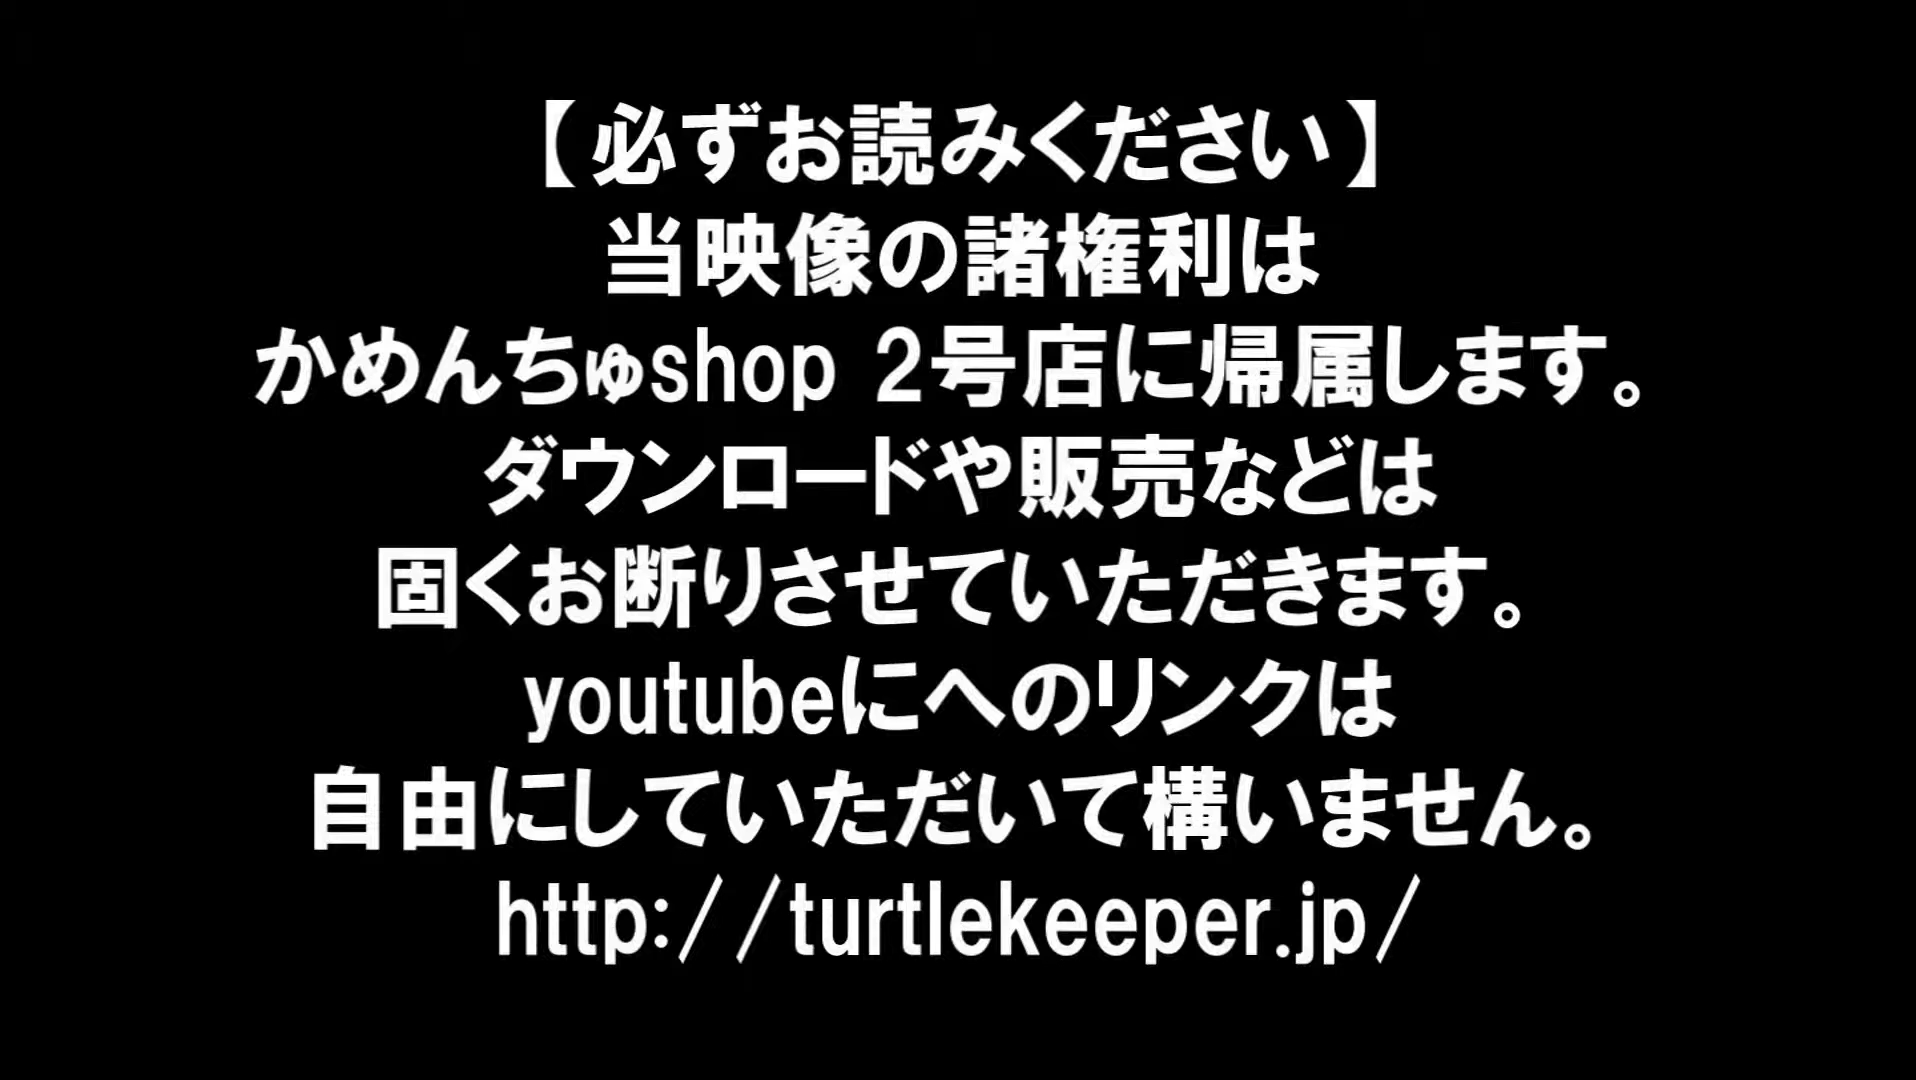 【必ずお読みください】
当映像の諸権利は
かめんちゅshop 2号店に帰属します。
ダウンロードや販売などは
固くお断りさせていただきます。
youtubeにへのリンクは
自由にしていただいて構いません。
http://turtlekeeper.jp/